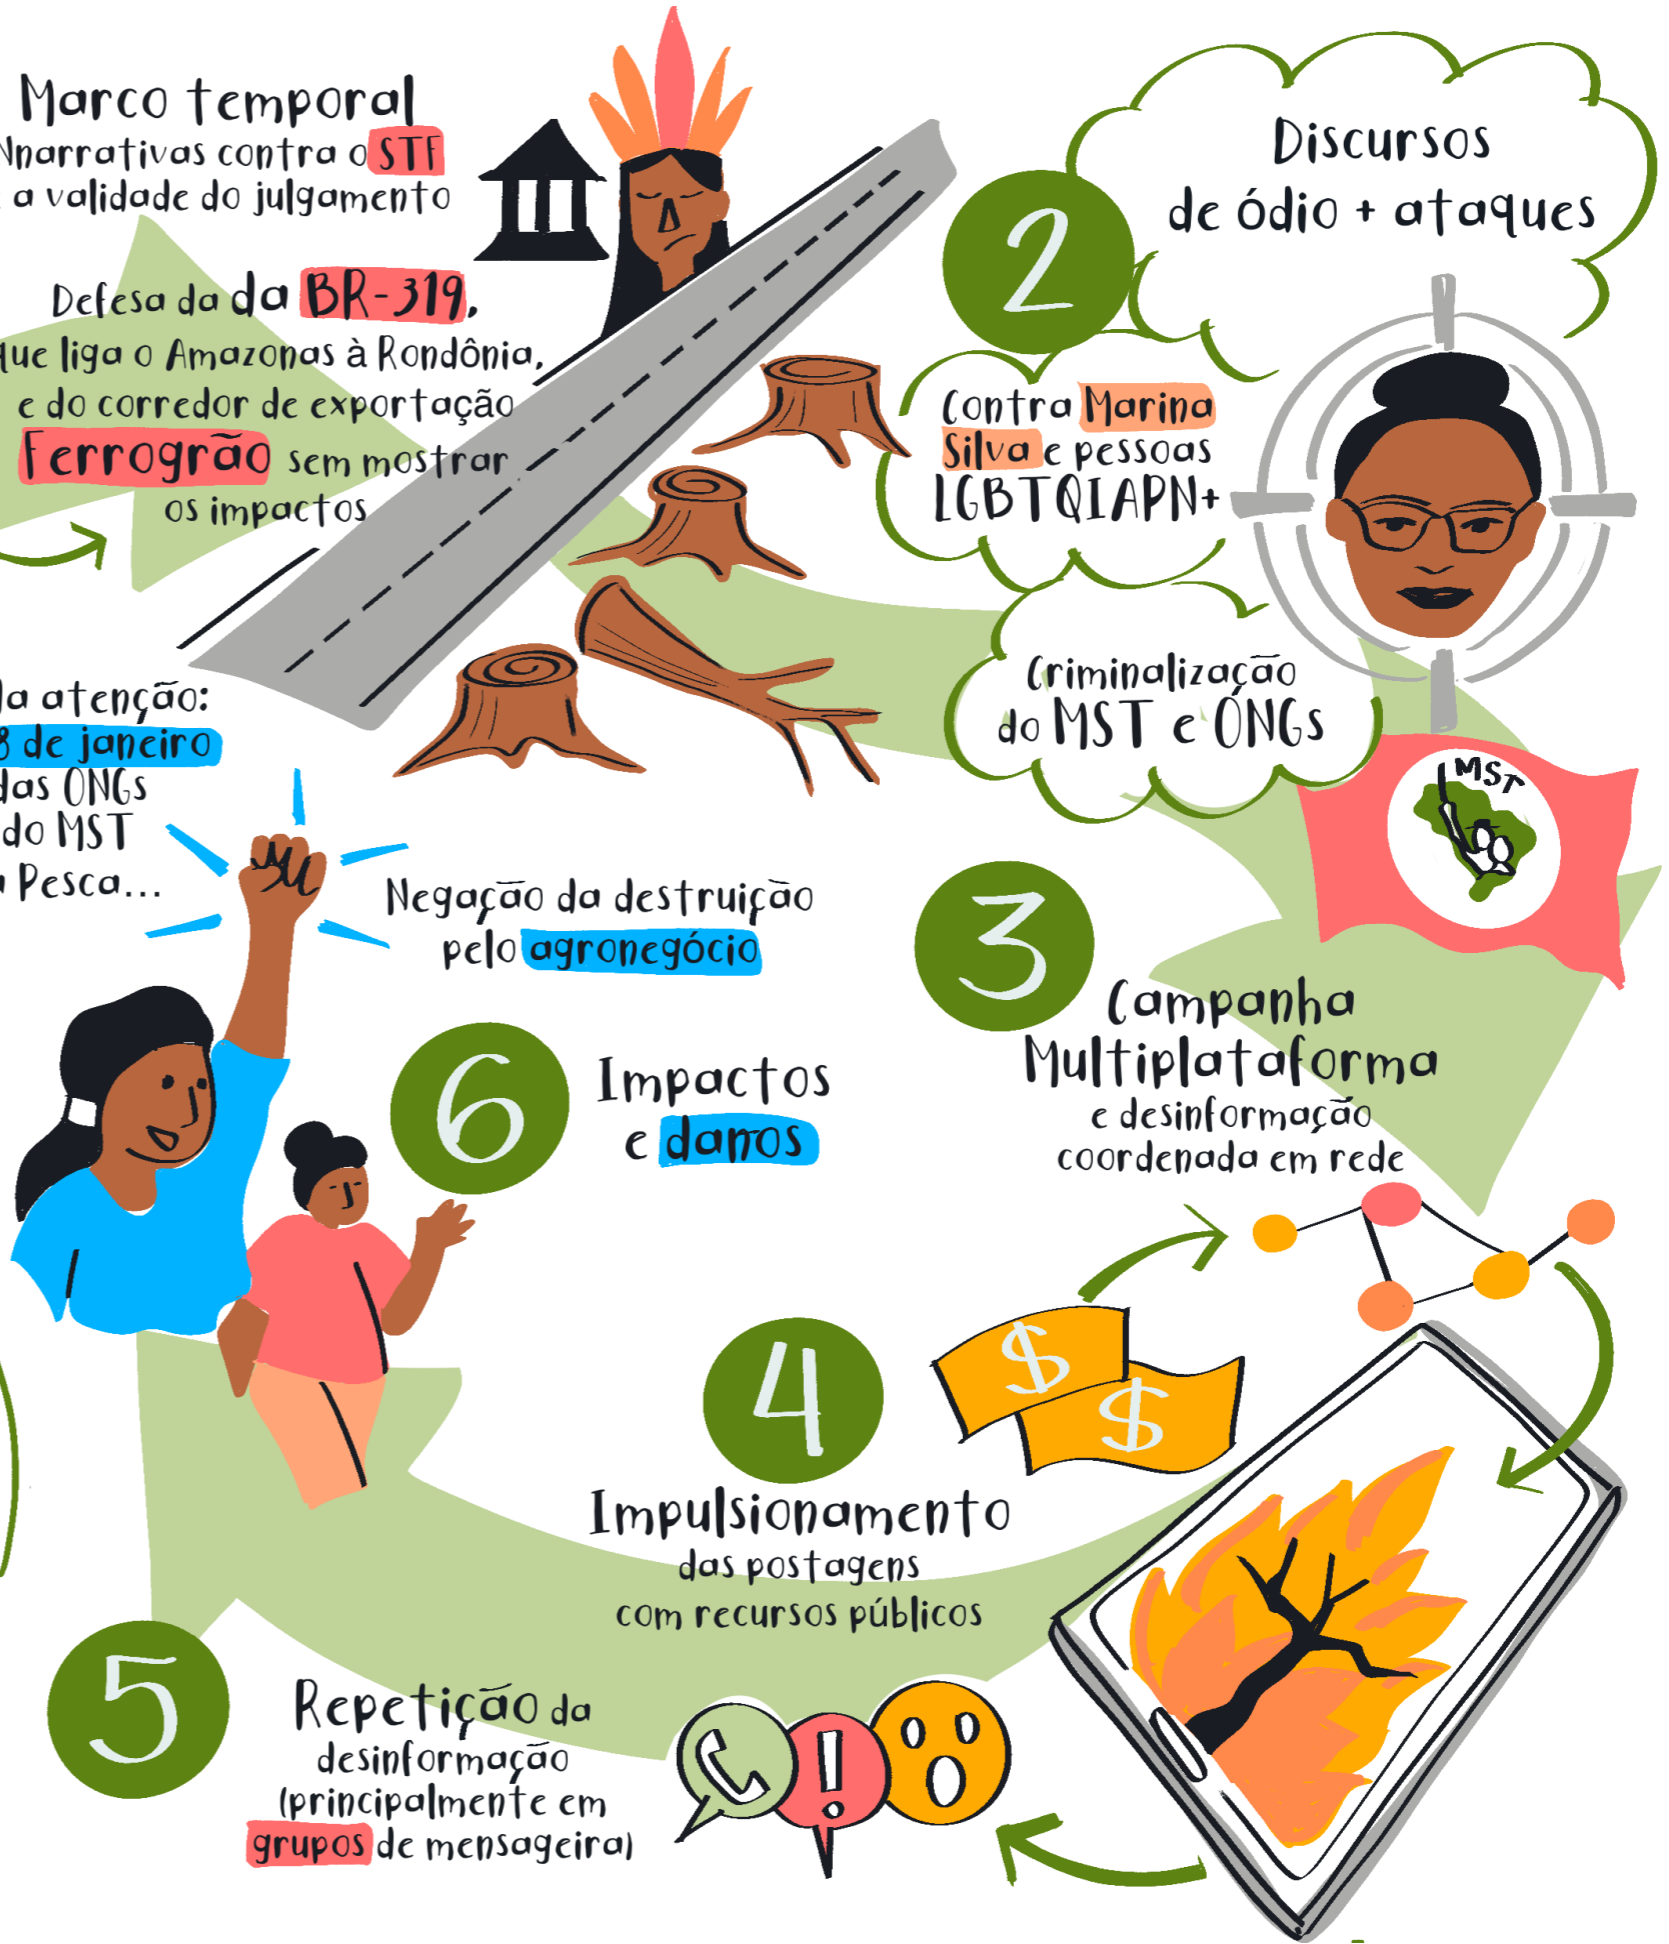 Marco temporal
Nnarrativas contra o STF
a validade do julgamento
Defesa da da BR-319,
que liga o Amazonas à Rondônia,
e do corredor de exportação
Ferrogrão sem mostrar
os impactos
2
Discursos
de ódio + ataques
Contra Marina
Silva e pessoas
LGBTQIAPN+
Criminalização
do MST e ONGs
MST
3
Campanha
Multiplataforma
e desinformação
coordenada em rede
$
$
4
Impulsionamento
das postagens
com recursos públicos
5
Repetição da
desinformação
(principalmente em
grupos de mensageira)
!
6
Impactos
e danos
Negação da destruição
pelo agronegócio
da atenção:
8 de janeiro
das ONGs
do MST
Pesca...